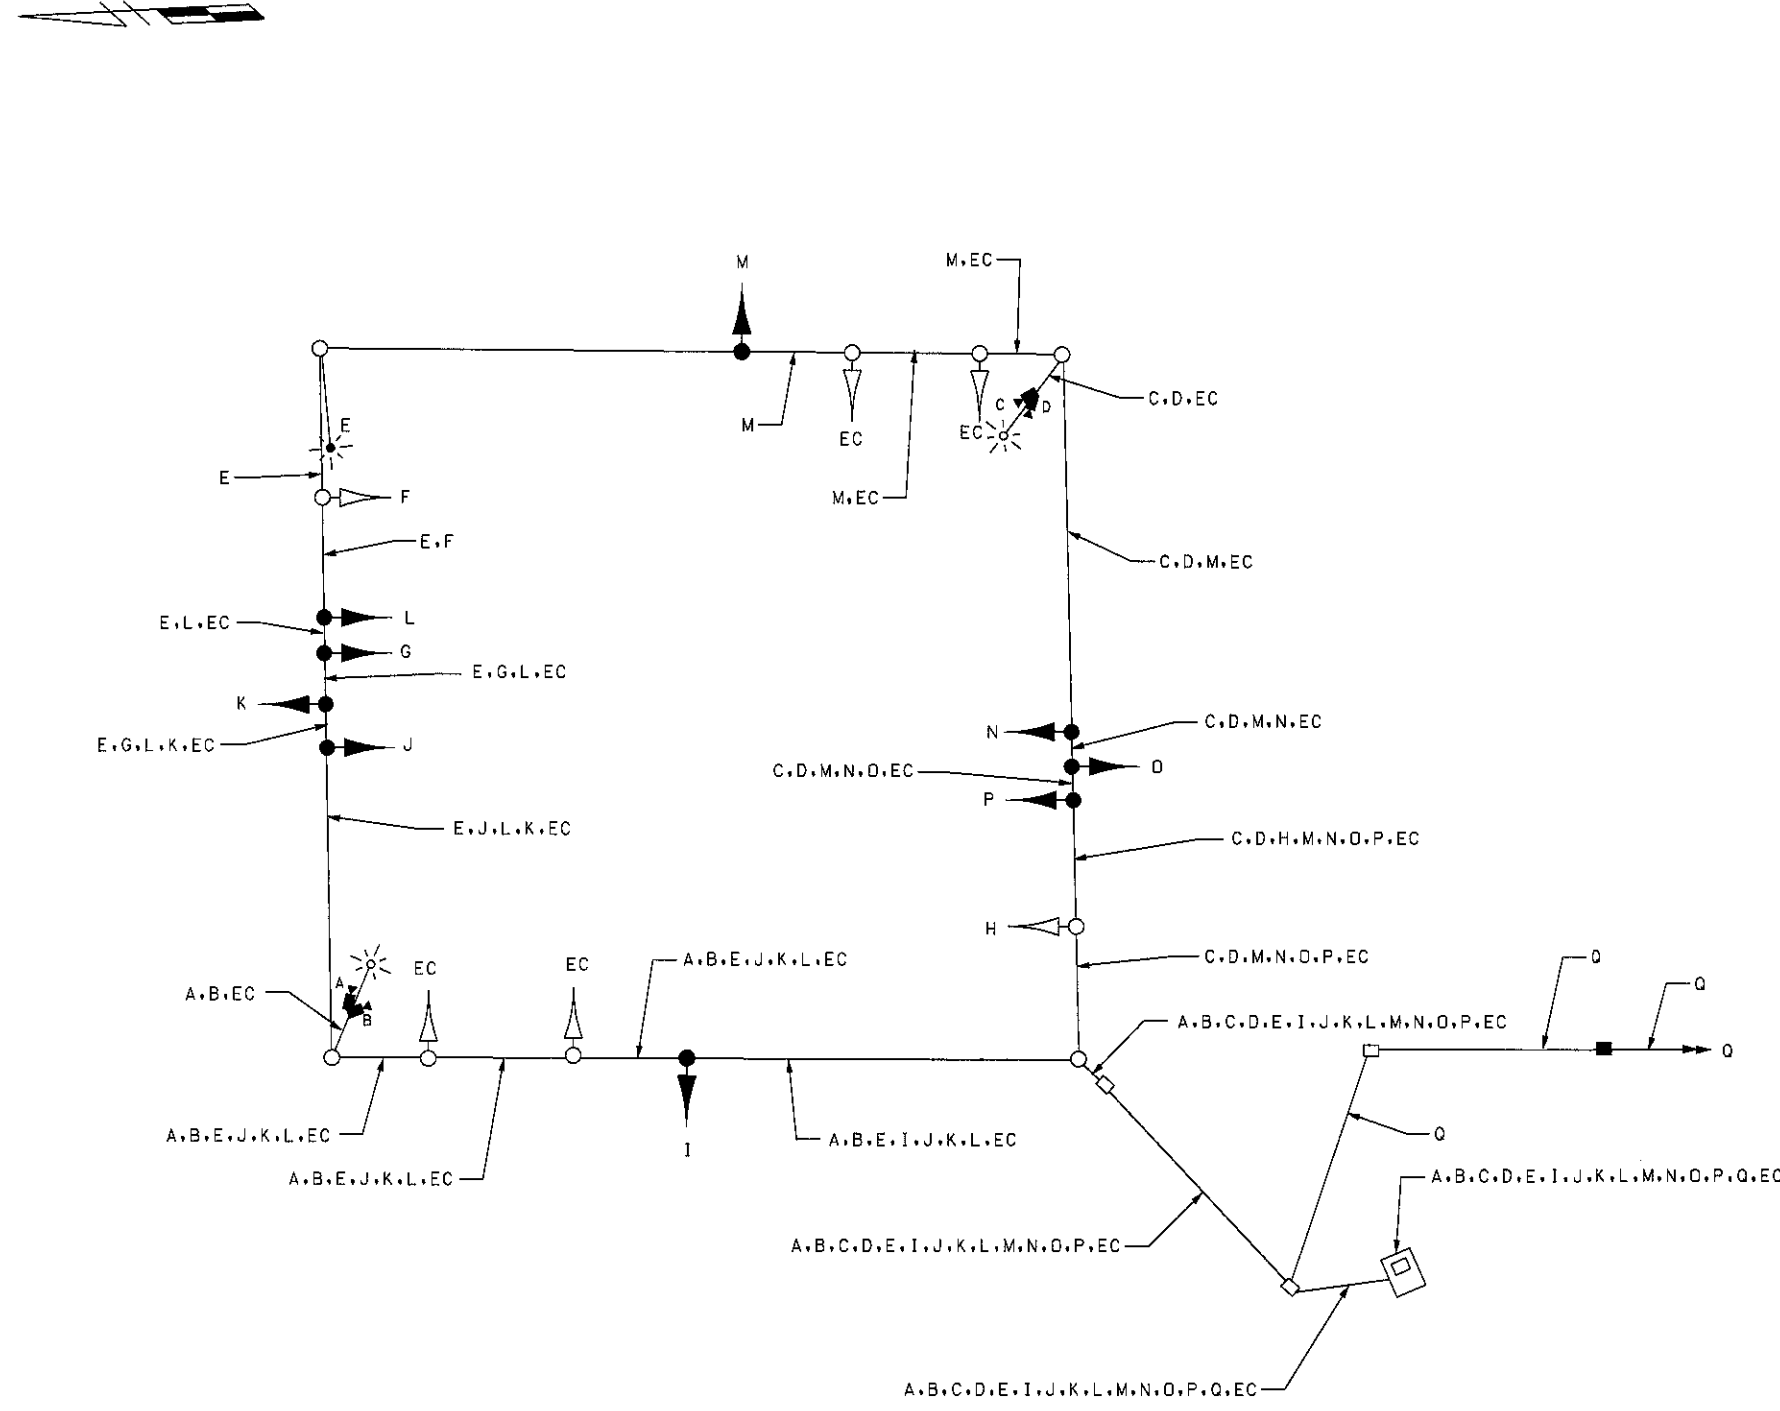 M
M,EC
C,D,EC
C
D
E
M
EC
EC
E
M,EC
F
E,F
C,D,M,EC
L
E,L,EC
G
E,G,L,EC
K
C,D,M,N,EC
N
E,G,L,K,EC
J
C,D,M,N,O,EC
O
P
E,J,L,K,EC
C,D,H,M,N,O,P,EC
H
C,D,M,N,O,P,EC
Q
A,B,E,J,K,L,EC
EC
EC
A
Q
A,B,EC
B
A,B,C,D,E,I,J,K,L,M,N,O,P,EC
Q
A,B,E,J,K,L,EC
Q
A,B,E,I,J,K,L,EC
I
A,B,E,J,K,L,EC
A,B,C,D,E,I,J,K,L,M,N,O,P,Q,EC
A,B,C,D,E,I,J,K,L,M,N,O,P,EC
A,B,C,D,E,I,J,K,L,M,N,O,P,Q,EC